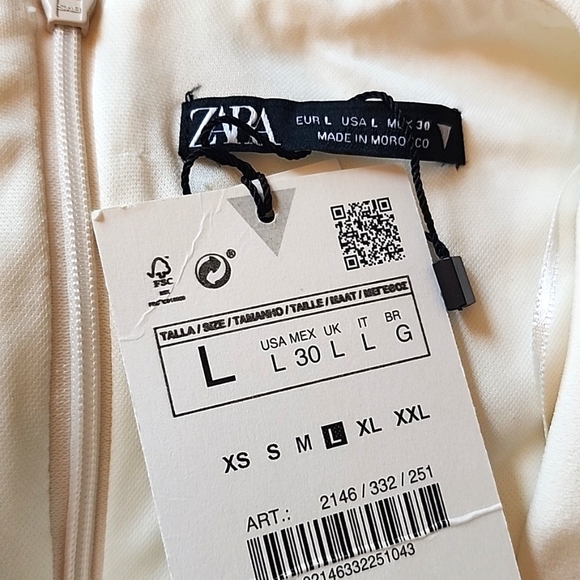 ZARA
EUR L USA L MEX 30
MADE IN MOROCCO
FSC
TALLA / SIZE / TAMANHO / TAILLE / MAAT / МЕГЕӨОZ
L
USA MEX UK IT BR
L 30 L L G
XS S M L XL XXL
ART.: 2146 / 332 / 251
02146332251043